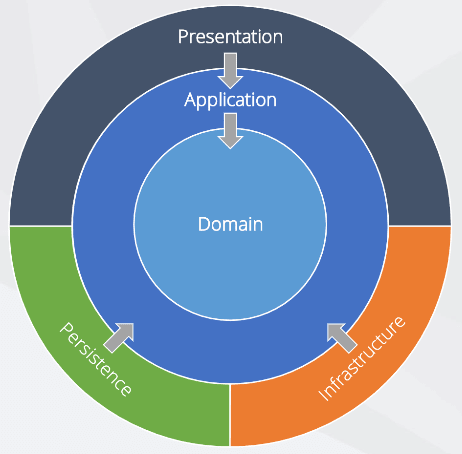 Presentation
Application
Domain
Persistence
Infrastructure